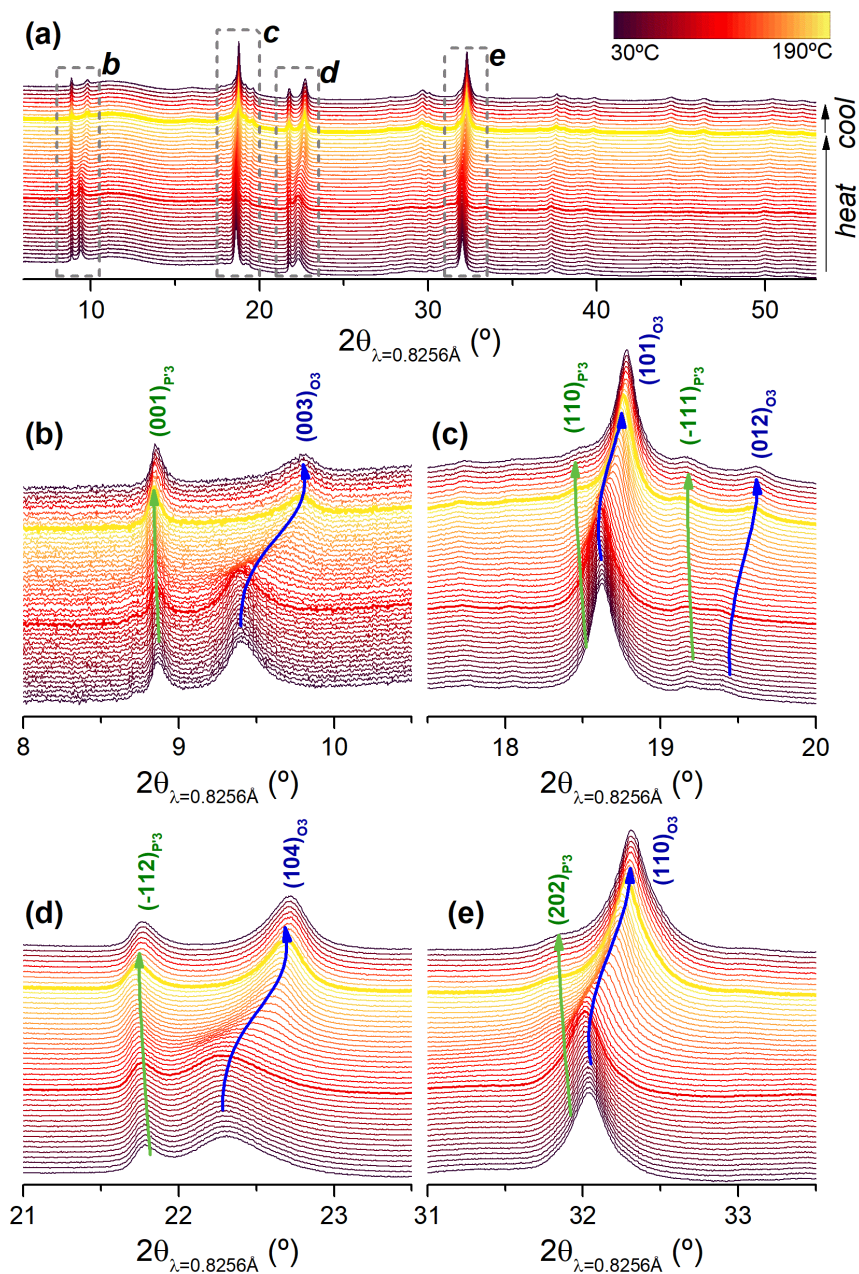 (a)
b
c
d
e
30ºC 190ºC
cool
heat
10 20 30 40 50
2θλ=0.8256Å (º)
(b)
(001)P'3
(003)O3
8 9 10
2θλ=0.8256Å (º)
(c)
(110)P'3
(101)O3
(-111)P'3
(012)O3
18 19 20
2θλ=0.8256Å (º)
(d)
(-112)P'3
(104)O3
21 22 23
2θλ=0.8256Å (º)
(e)
(202)P'3
(110)O3
31 32 33
2θλ=0.8256Å (º)